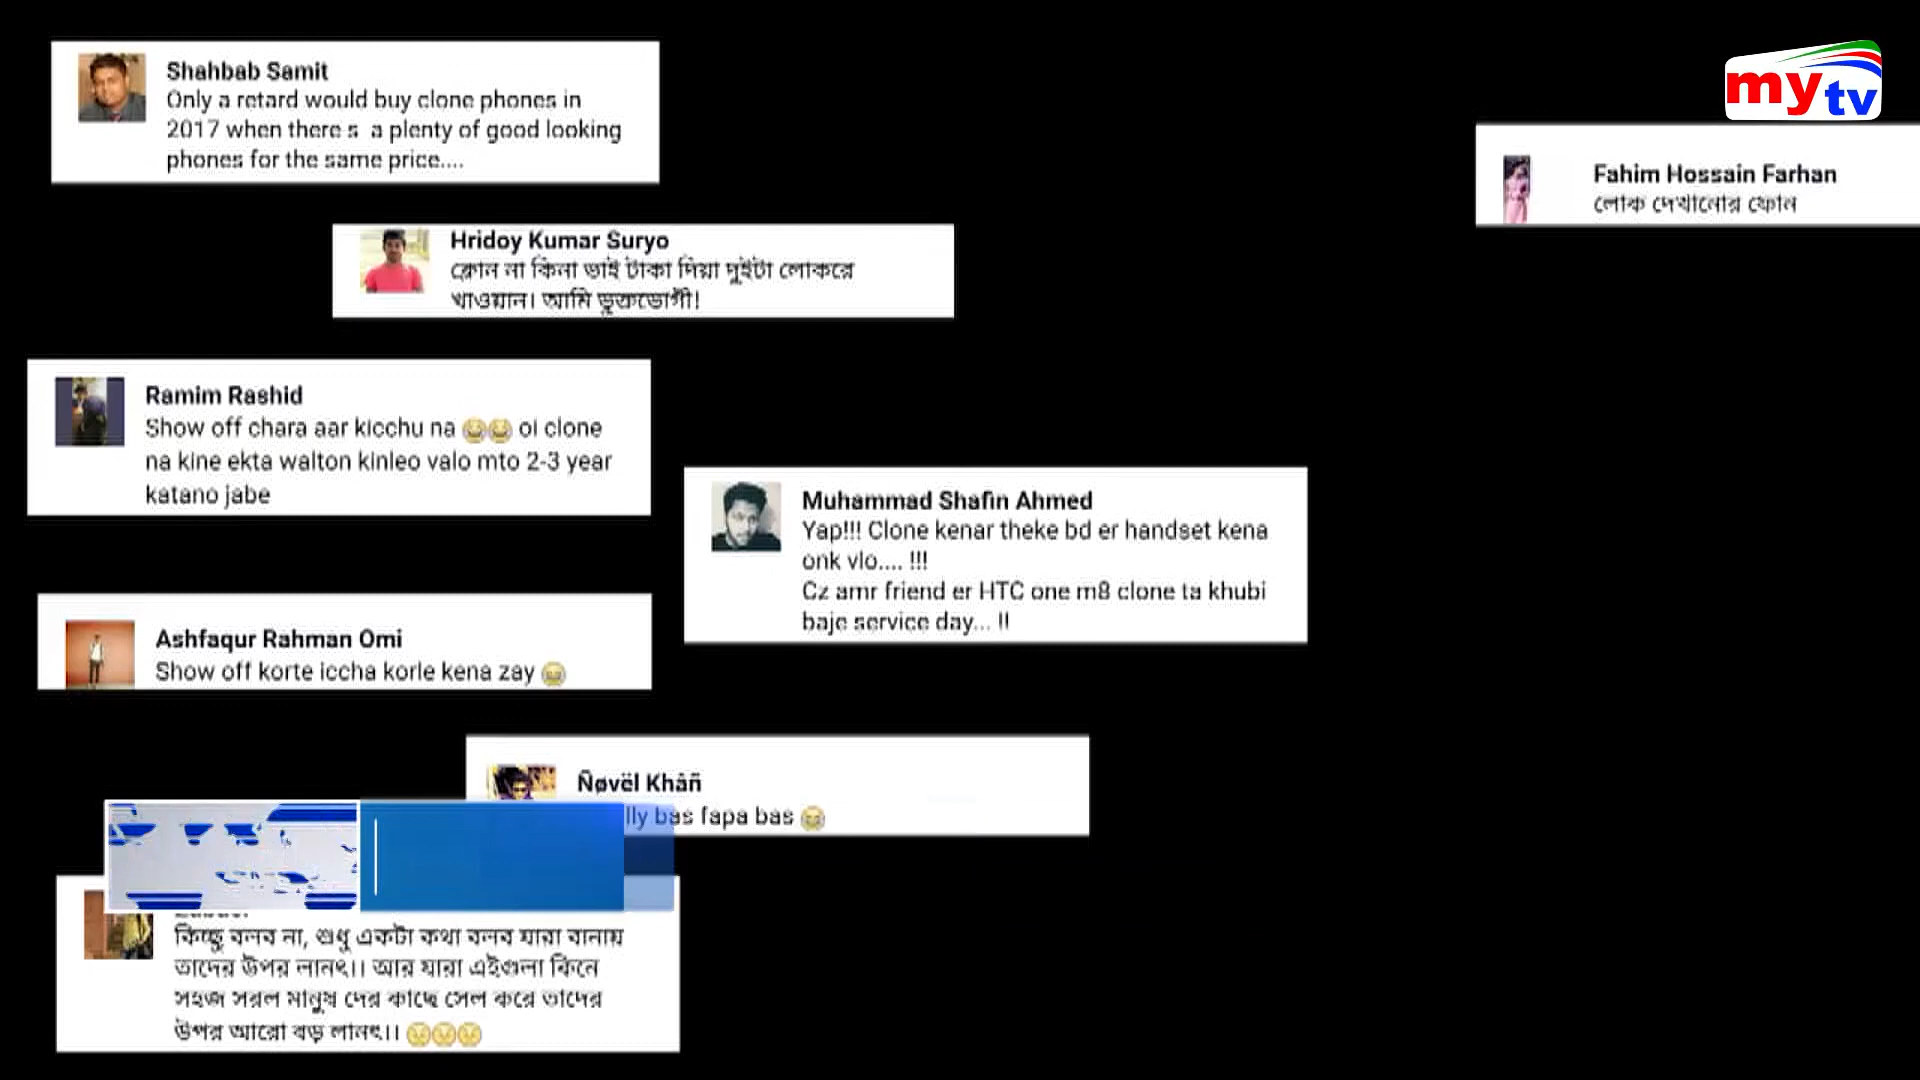 my tv
Shahbab Samit
Only a retard would buy clone phones in
2017 when there s a plenty of good looking
phones for the same price....
Fahim Hossain Farhan
লোক দেখানোর ফোন
Hridoy Kumar Suryo
ক্লোন না কিনা ভাই টাকা দিয়া দুইটা লোকরে
খাওয়ান। আমি ভুক্তভোগী!
Ramim Rashid
Show off chara aar kicchu na 😂😂 oi clone
na kine ekta walton kinleo valo mto 2-3 year
katano jabe
Muhammad Shafin Ahmed
Yap!!! Clone kenar theke bd er handset kena
onk vlo.... !!!
Cz amr friend er HTC one m8 clone ta khubi
baje service day... !!
Ashfaqur Rahman Omi
Show off korte iccha korle kena zay 😂
Ñøvël Khâñ
lly bas fapa bas 😂
কিচ্ছু বলব না, শুধু একটা কথা বলব যারা বানায়
তাদের উপর লানৎ।। আর যারা এইগুলা কিনে
সহজ সরল মানুষ দের কাছে সেল করে তাদের
উপর আরো বড় লানৎ।। 😠😠😠